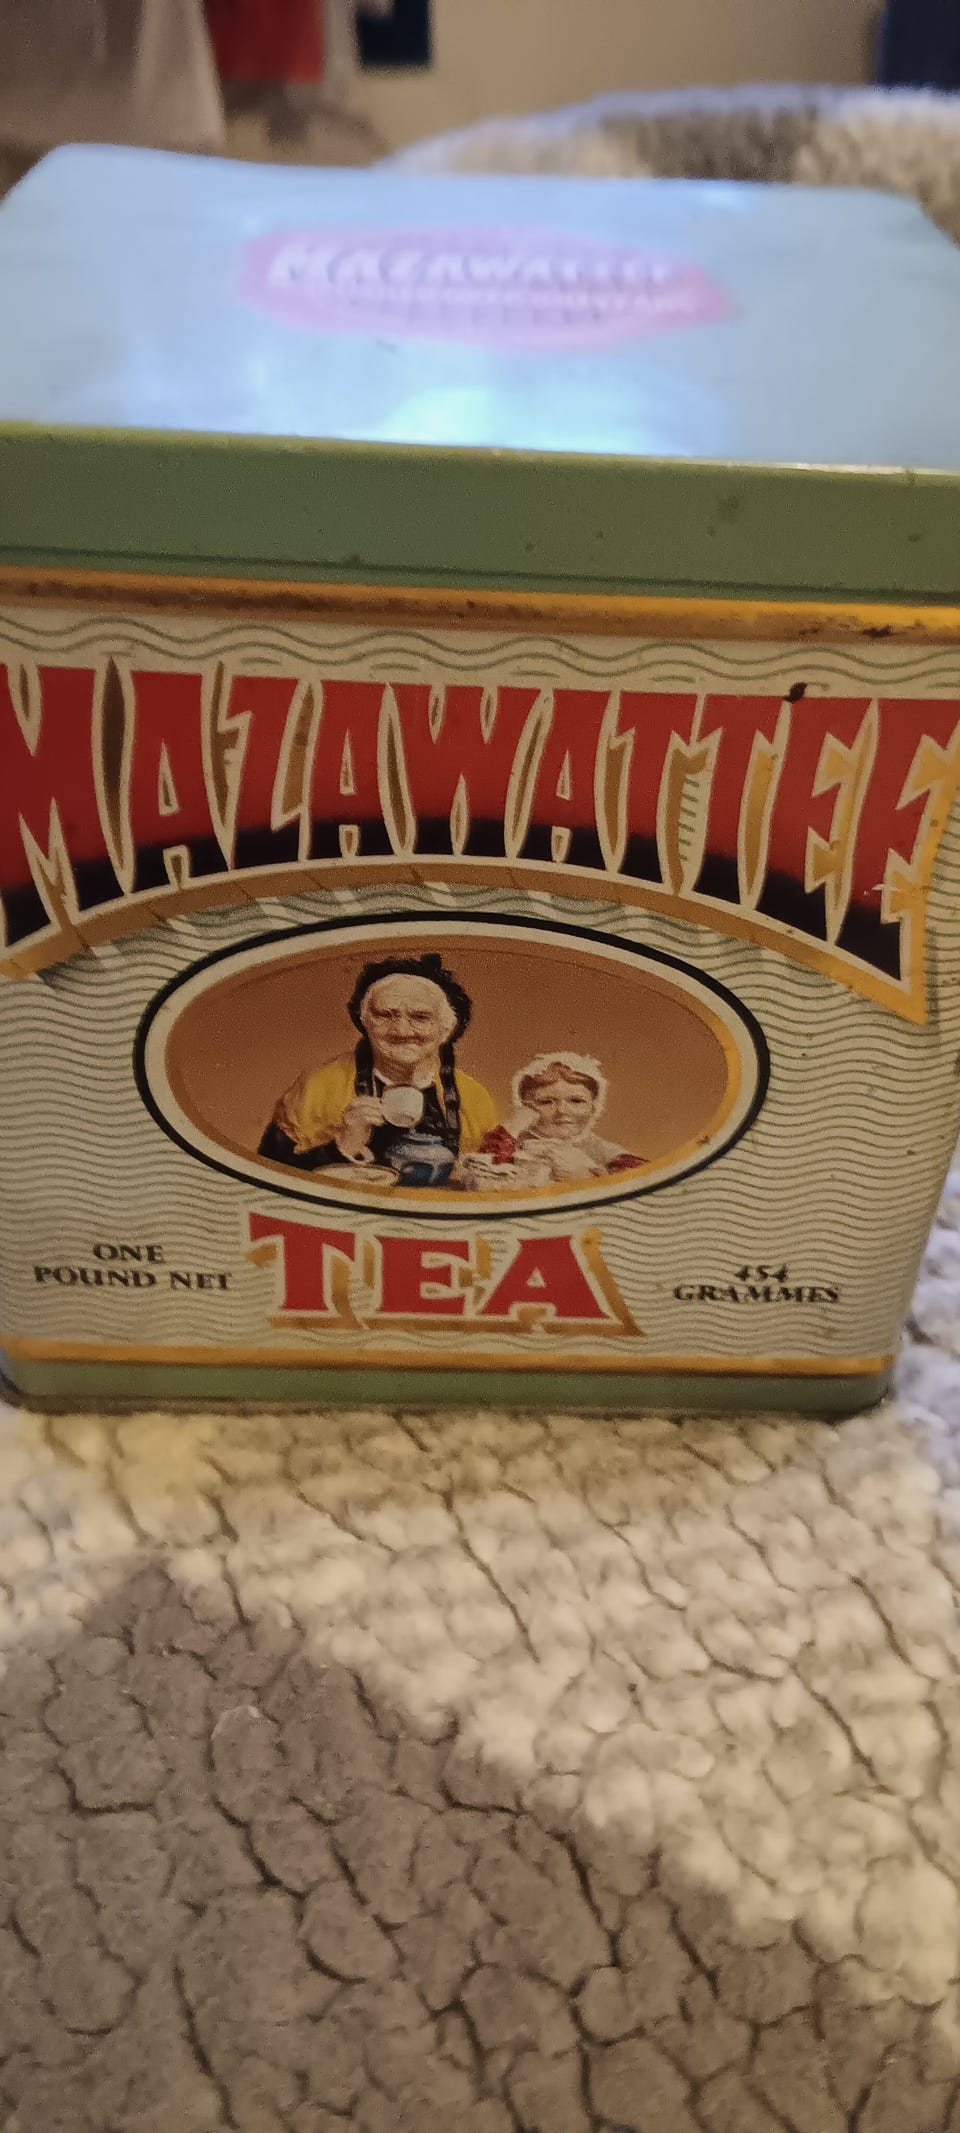 MAZAWATTEE
MAZAWATTEE
TEA
ONE
POUND NET
454
GRAMMES